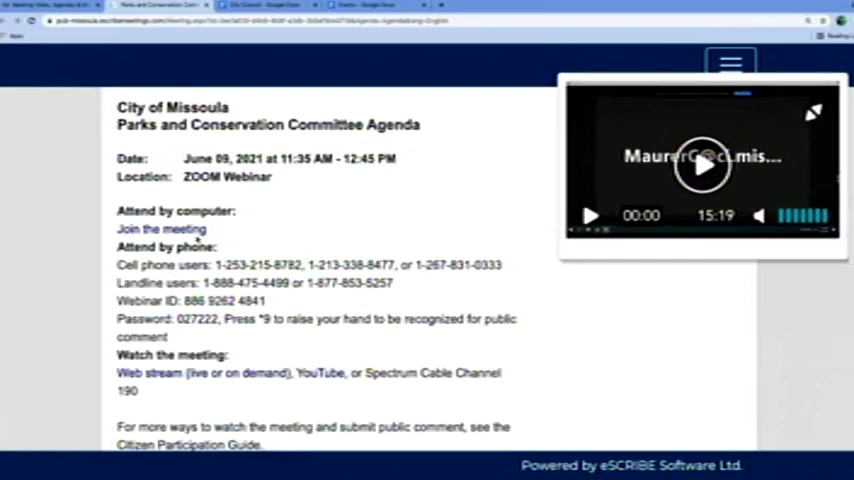 City of Missoula
Parks and Conservation Committee Agenda
Date: June 09, 2021 at 11:35 AM - 12:45 PM
Location: ZOOM Webinar
MaurerC@ci.mis...
00:00 15:19
Attend by computer:
Join the meeting
Attend by phone:
Cell phone users: 1-253-215-8782, 1-213-338-8477, or 1-267-831-0333
Landline users: 1-888-475-4499 or 1-877-853-5257
Webinar ID: 886 9262 4841
Password: 027222, Press *9 to raise your hand to be recognized for public
comment
Watch the meeting:
Web stream (live or on demand), YouTube, or Spectrum Cable Channel
190
For more ways to watch the meeting and submit public comment, see the
Citizen Participation Guide.
Powered by eSCRIBE Software Ltd.